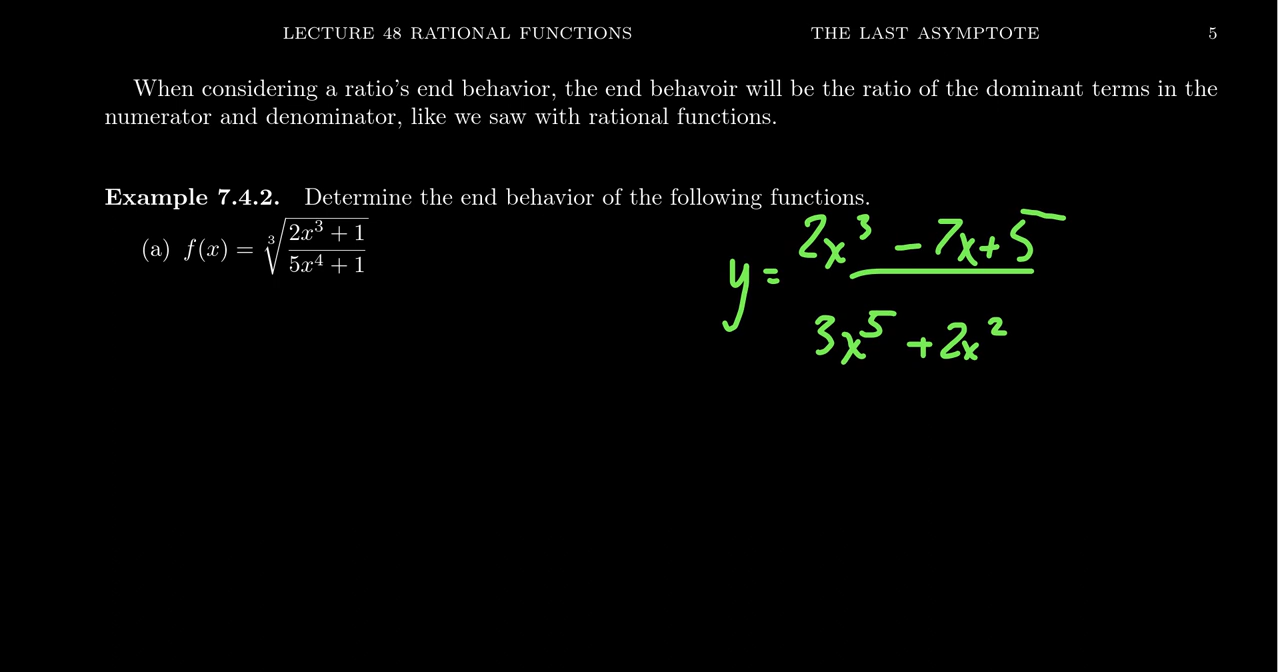 LECTURE 48 RATIONAL FUNCTIONS THE LAST ASYMPTOTE 5
When considering a ratio's end behavior, the end behavoir will be the ratio of the dominant terms in the
numerator and denominator, like we saw with rational functions.
Example 7.4.2. Determine the end behavior of the following functions.
(a) f(x) = ∛((2x³ + 1)/(5x⁴ + 1))
y = (2x³ − 7x + 5)/(3x⁵ + 2x²)